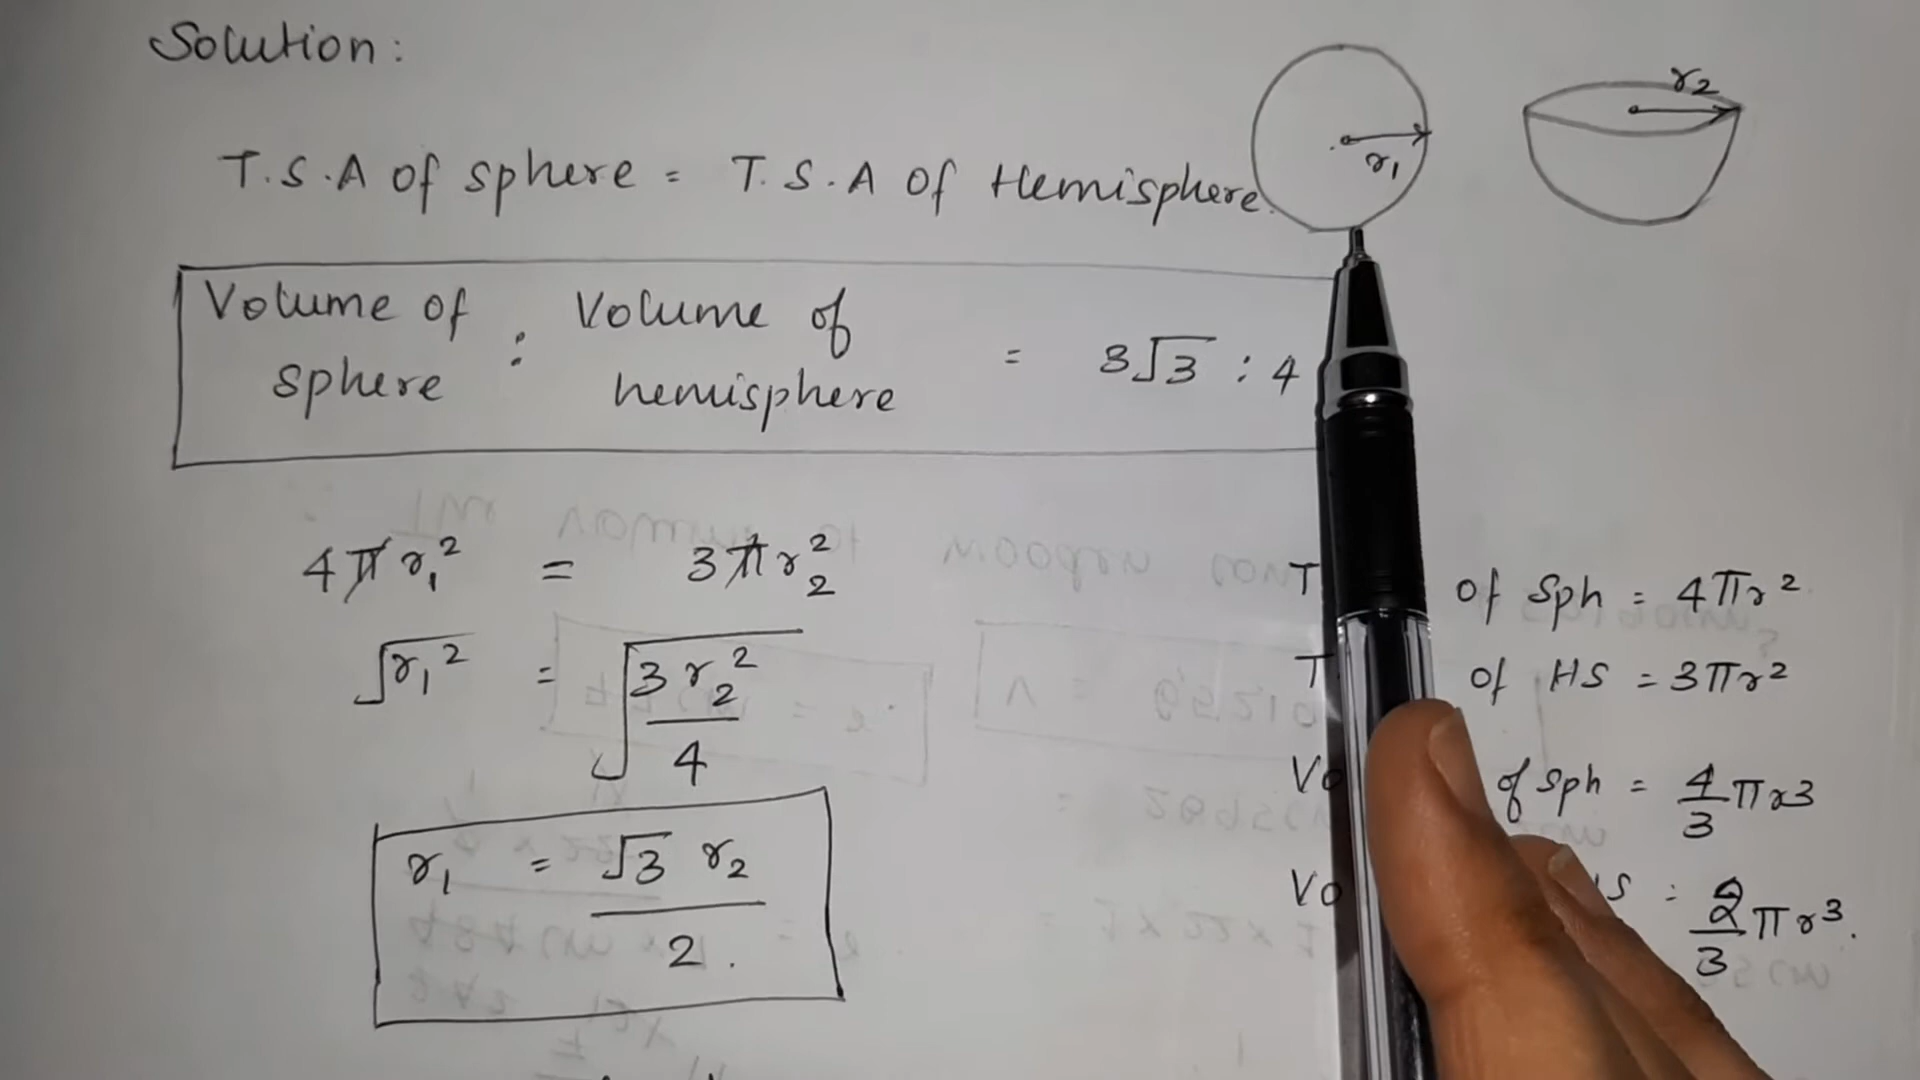 Solution:
r1
r2
T.S.A of sphere = T.S.A of Hemisphere.
Volume of sphere : Volume of hemisphere = 3√3 : 4
4πr₁² = 3πr₂²
√r₁² = √3r₂²/4
r₁ = √3 r₂/2.
T of Sph = 4πr²
T of HS = 3πr²
Vo of Sph = 4/3 πr3
Vo S = 2/3 πr³.